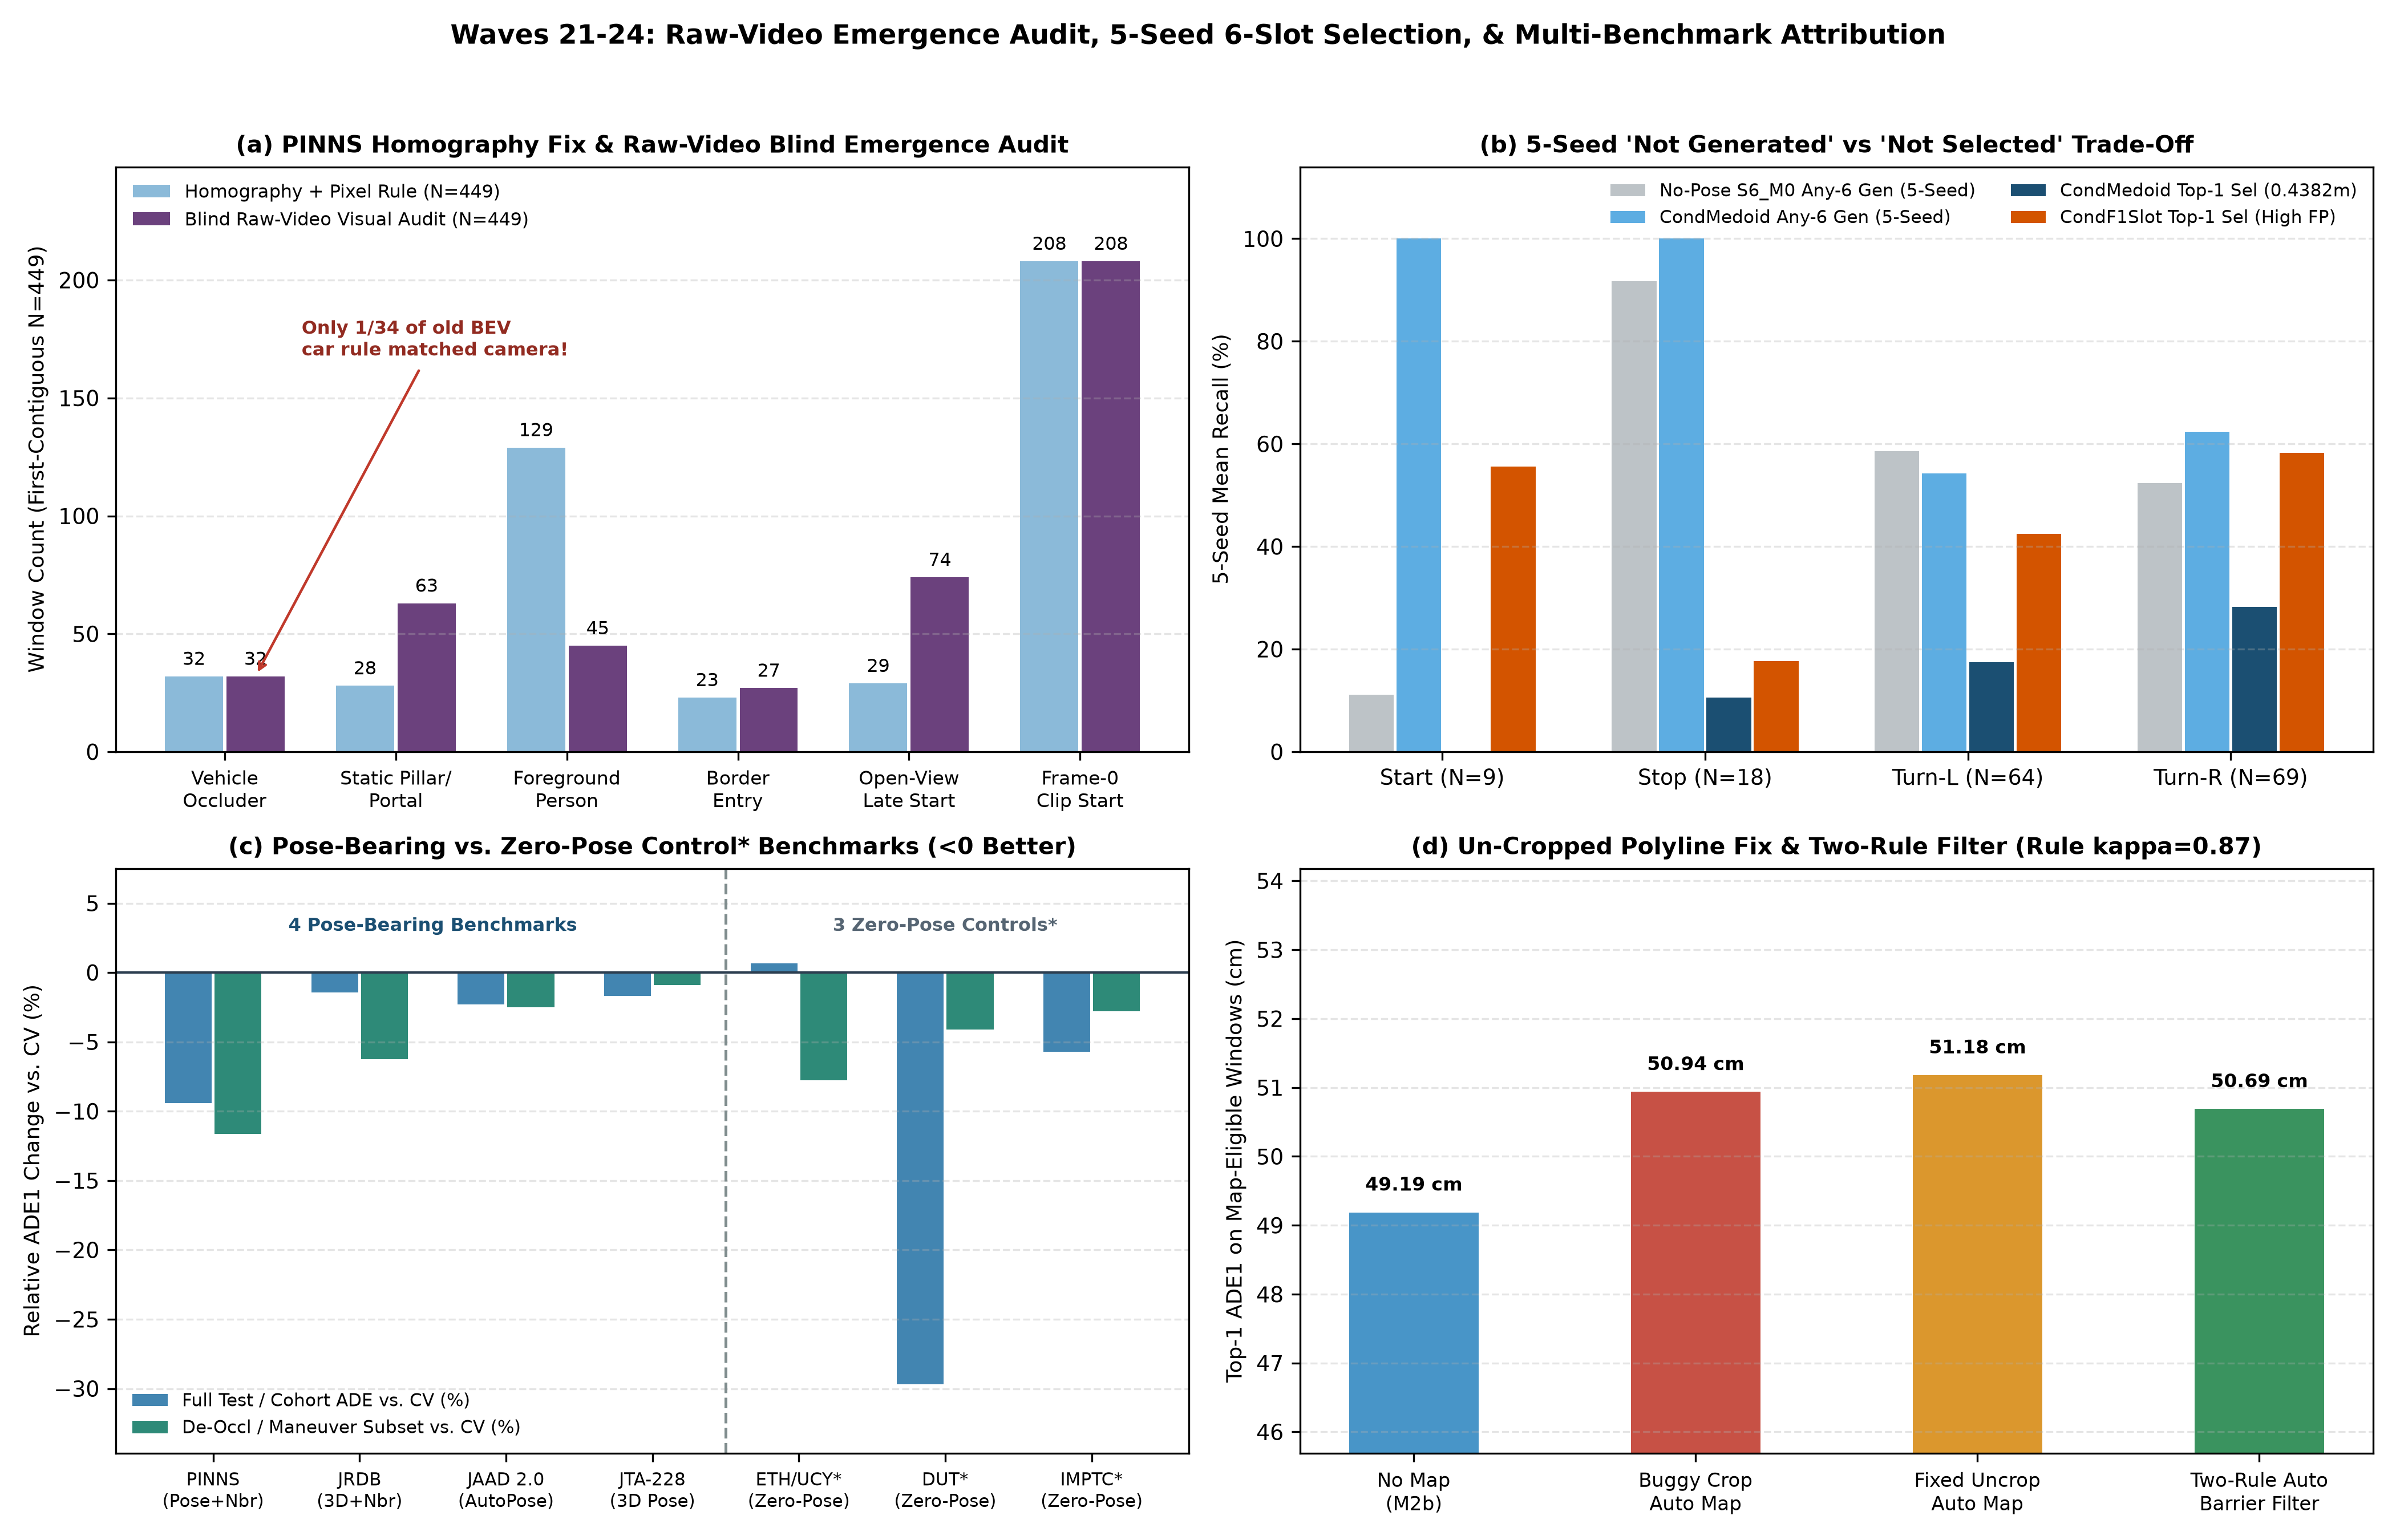 Waves 21-24: Raw-Video Emergence Audit, 5-Seed 6-Slot Selection, & Multi-Benchmark Attribution
(a) PINNS Homography Fix & Raw-Video Blind Emergence Audit
Homography + Pixel Rule (N=449)
Blind Raw-Video Visual Audit (N=449)
Window Count (First-Contiguous N=449)
200
150
100
50
0
Only 1/34 of old BEV
car rule matched camera!
32
32
28
63
129
45
23
27
29
74
208
208
Vehicle
Occluder
Static Pillar/
Portal
Foreground
Person
Border
Entry
Open-View
Late Start
Frame-0
Clip Start
(b) 5-Seed 'Not Generated' vs 'Not Selected' Trade-Off
No-Pose S6_M0 Any-6 Gen (5-Seed)
CondMedoid Any-6 Gen (5-Seed)
CondMedoid Top-1 Sel (0.4382m)
CondF1Slot Top-1 Sel (High FP)
5-Seed Mean Recall (%)
100
80
60
40
20
0
Start (N=9)
Stop (N=18)
Turn-L (N=64)
Turn-R (N=69)
(c) Pose-Bearing vs. Zero-Pose Control* Benchmarks (<0 Better)
4 Pose-Bearing Benchmarks
3 Zero-Pose Controls*
Relative ADE1 Change vs. CV (%)
5
0
−5
−10
−15
−20
−25
−30
Full Test / Cohort ADE vs. CV (%)
De-Occl / Maneuver Subset vs. CV (%)
PINNS
(Pose+Nbr)
JRDB
(3D+Nbr)
JAAD 2.0
(AutoPose)
JTA-228
(3D Pose)
ETH/UCY*
(Zero-Pose)
DUT*
(Zero-Pose)
IMPTC*
(Zero-Pose)
(d) Un-Cropped Polyline Fix & Two-Rule Filter (Rule kappa=0.87)
Top-1 ADE1 on Map-Eligible Windows (cm)
54
53
52
51
50
49
48
47
46
49.19 cm
50.94 cm
51.18 cm
50.69 cm
No Map
(M2b)
Buggy Crop
Auto Map
Fixed Uncrop
Auto Map
Two-Rule Auto
Barrier Filter